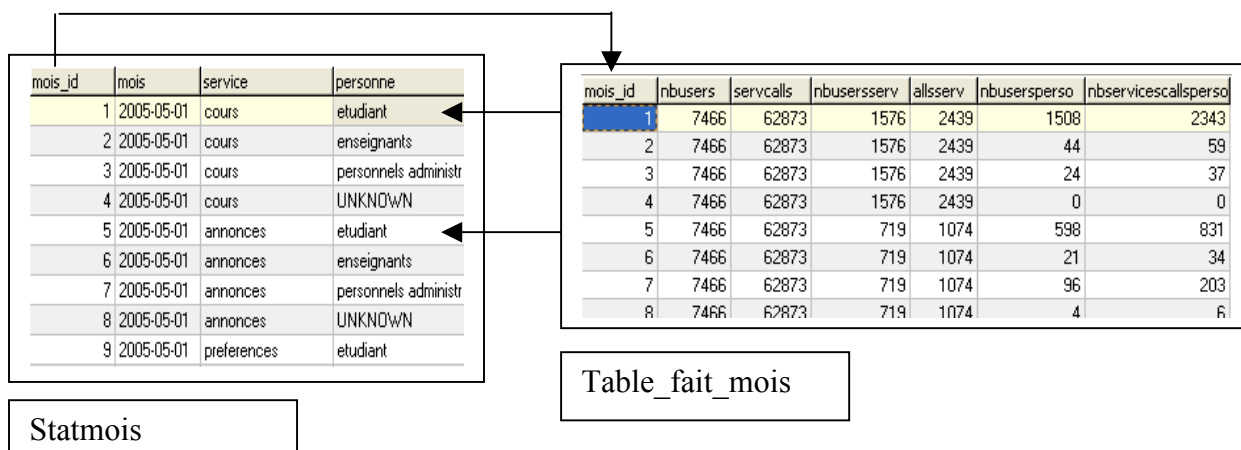 mois_id mois service personne
1 2005-05-01 cours etudiant
2 2005-05-01 cours enseignants
3 2005-05-01 cours personnels administr
4 2005-05-01 cours UNKNOWN
5 2005-05-01 annonces etudiant
6 2005-05-01 annonces enseignants
7 2005-05-01 annonces personnels administr
8 2005-05-01 annonces UNKNOWN
9 2005-05-01 preferences etudiant
Statmois
mois_id nbusers servcalls nbusersserv allsserv nbusersperso nbservicescallsperso
1 7466 62873 1576 2439 1508 2343
2 7466 62873 1576 2439 44 59
3 7466 62873 1576 2439 24 37
4 7466 62873 1576 2439 0 0
5 7466 62873 719 1074 598 831
6 7466 62873 719 1074 21 34
7 7466 62873 719 1074 96 203
8 7466 62873 719 1074 4 6
Table_fait_mois